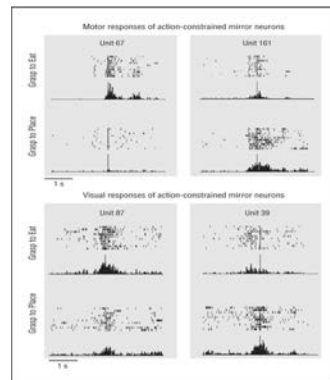 Motor responses of action-constrained mirror neurons
Unit 67
Unit 161
Grasp to Eat
Grasp to Place
1 s
Visual responses of action-constrained mirror neurons
Unit 87
Unit 39
Grasp to Eat
Grasp to Place
1 s